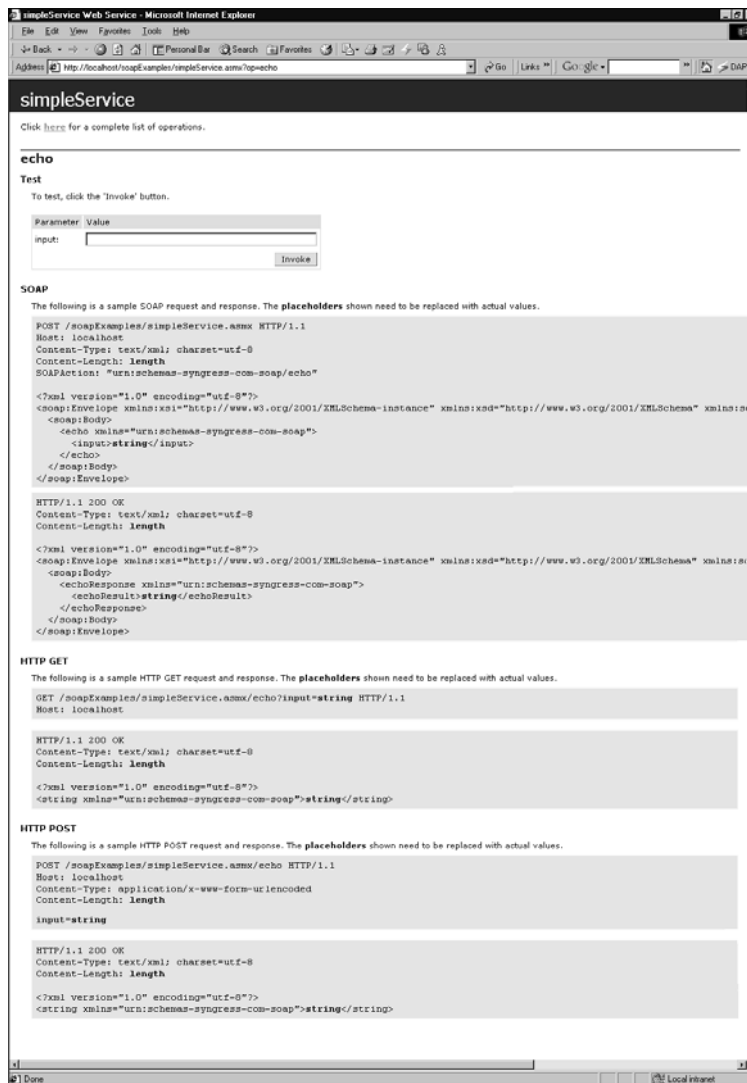 simpleService Web Service - Microsoft Internet Explorer
File Edit View Favorites Tools Help
Back Personal Bar Search Favorites
Address http://localhost/soapExamples/simpleService.asmx?op=echo Go Links » Google » DAP
simpleService
Click here for a complete list of operations.
echo
Test
To test, click the 'Invoke' button.
Parameter Value
input:
Invoke
SOAP
The following is a sample SOAP request and response. The placeholders shown need to be replaced with actual values.
POST /soapExamples/simpleService.asmx HTTP/1.1
Host: localhost
Content-Type: text/xml; charset=utf-8
Content-Length: length
SOAPAction: "urn:schemas-syngress-com-soap/echo"
<?xml version="1.0" encoding="utf-8"?>
<soap:Envelope xmlns:xsi="http://www.w3.org/2001/XMLSchema-instance" xmlns:xsd="http://www.w3.org/2001/XMLSchema" xmlns:so
<soap:Body>
<echo xmlns="urn:schemas-syngress-com-soap">
<input>string</input>
</echo>
</soap:Body>
</soap:Envelope>
HTTP/1.1 200 OK
Content-Type: text/xml; charset=utf-8
Content-Length: length
<?xml version="1.0" encoding="utf-8"?>
<soap:Envelope xmlns:xsi="http://www.w3.org/2001/XMLSchema-instance" xmlns:xsd="http://www.w3.org/2001/XMLSchema" xmlns:so
<soap:Body>
<echoResponse xmlns="urn:schemas-syngress-com-soap">
<echoResult>string</echoResult>
</echoResponse>
</soap:Body>
</soap:Envelope>
HTTP GET
The following is a sample HTTP GET request and response. The placeholders shown need to be replaced with actual values.
GET /soapExamples/simpleService.asmx/echo?input=string HTTP/1.1
Host: localhost
HTTP/1.1 200 OK
Content-Type: text/xml; charset=utf-8
Content-Length: length
<?xml version="1.0" encoding="utf-8"?>
<string xmlns="urn:schemas-syngress-com-soap">string</string>
HTTP POST
The following is a sample HTTP POST request and response. The placeholders shown need to be replaced with actual values.
POST /soapExamples/simpleService.asmx/echo HTTP/1.1
Host: localhost
Content-Type: application/x-www-form-urlencoded
Content-Length: length
input=string
HTTP/1.1 200 OK
Content-Type: text/xml; charset=utf-8
Content-Length: length
<?xml version="1.0" encoding="utf-8"?>
<string xmlns="urn:schemas-syngress-com-soap">string</string>
Done Local intranet